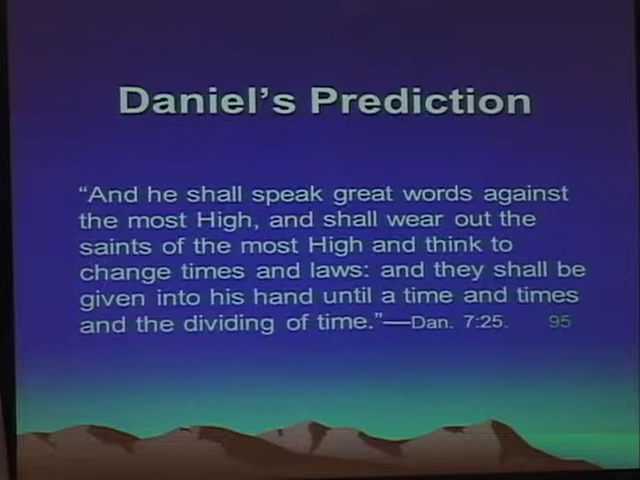 Daniel’s Prediction
“And he shall speak great words against
the most High, and shall wear out the
saints of the most High and think to
change times and laws: and they shall be
given into his hand until a time and times
and the dividing of time.”—Dan. 7:25. 95